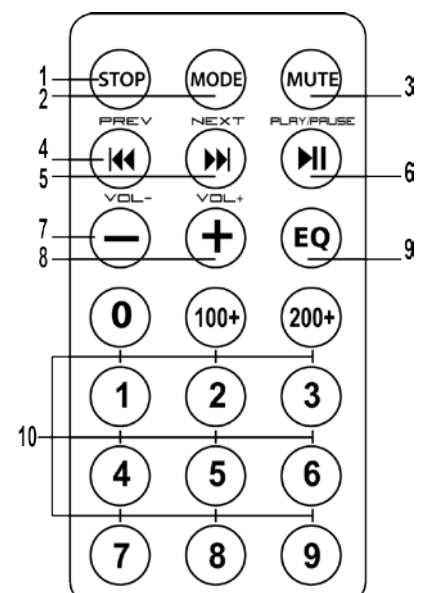 1 STOP MODE MUTE 3
2
PREV NEXT PLAY/PAUSE
4 6
5
VOL- VOL+
7 − + EQ 9
8
0 100+ 200+
1 2 3
10
4 5 6
7 8 9